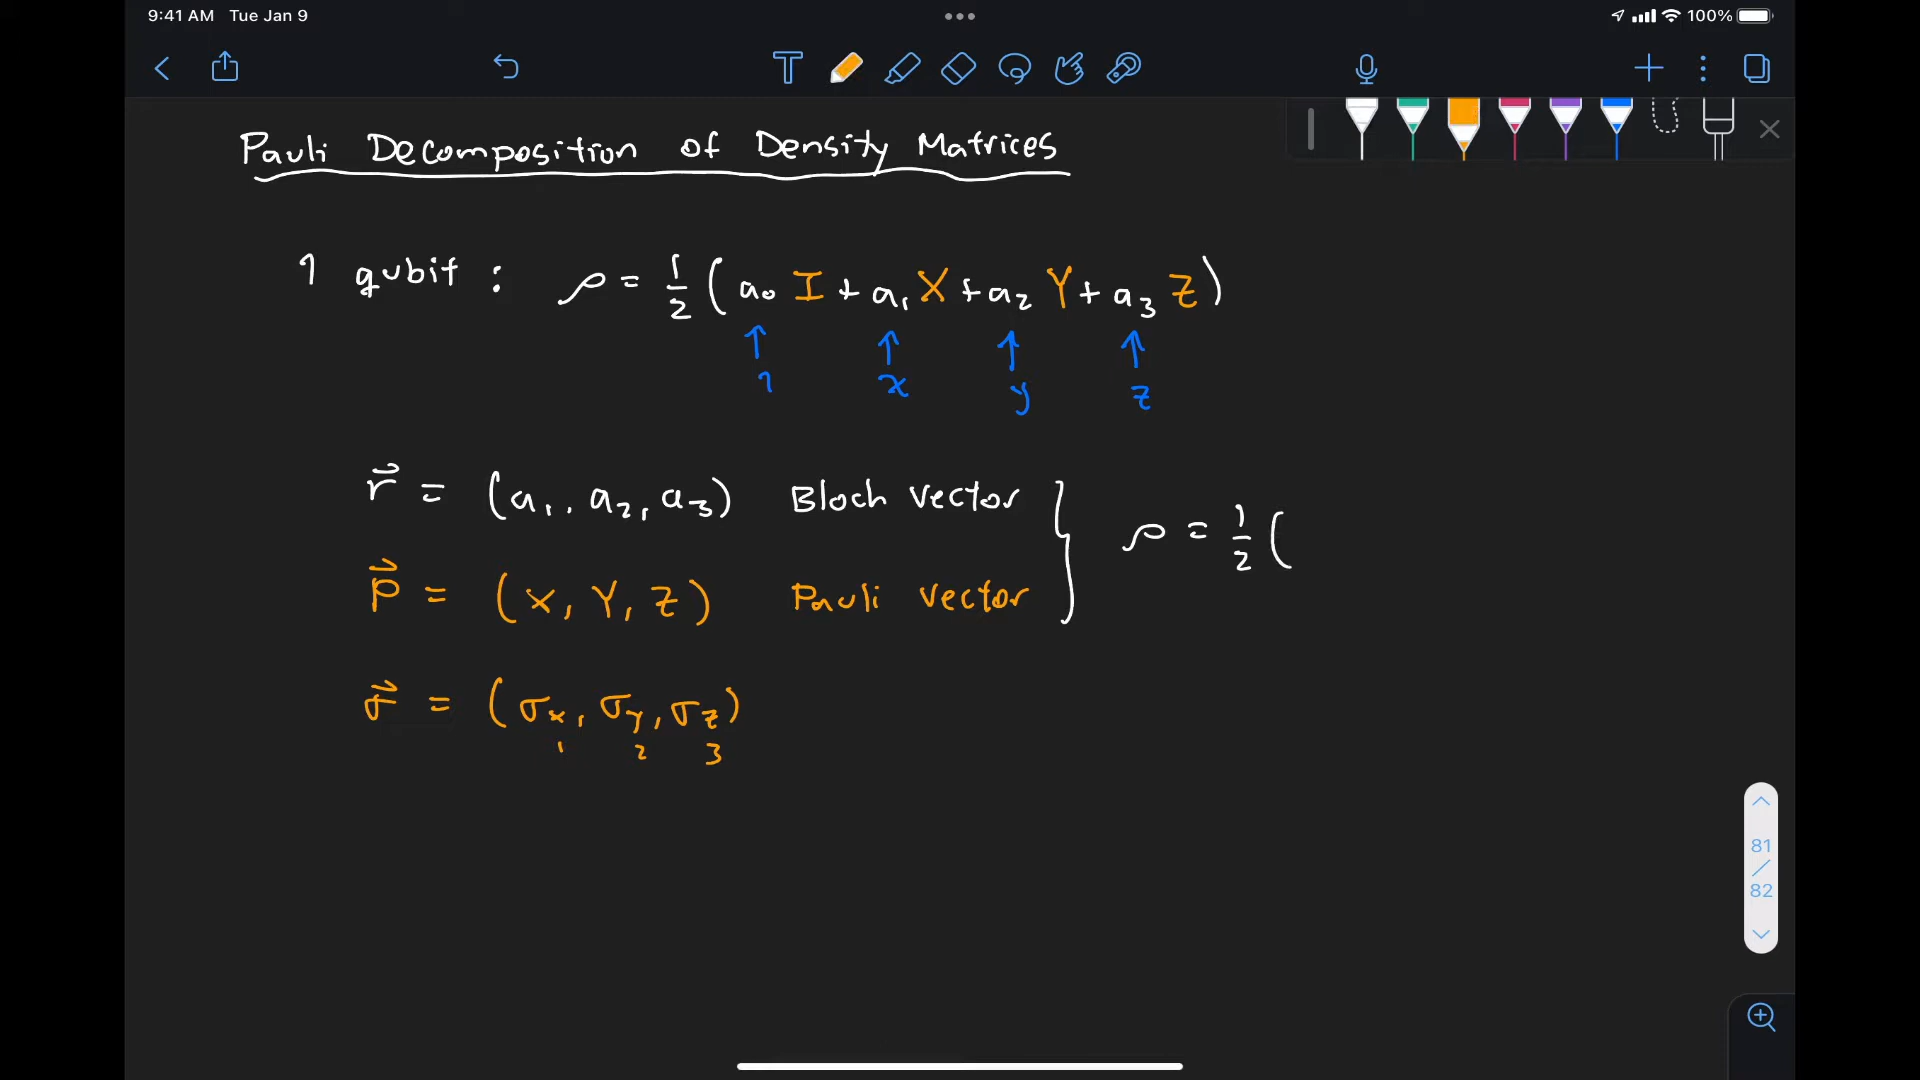 9:41 AM Tue Jan 9
100%
T
Pauli Decomposition of Density Matrices
1 qubit : ρ = 1/2 (a₀ I + a₁ X + a₂ Y + a₃ Z)
↑ ↑ ↑ ↑
1 x y z
r⃗ = (a₁, a₂, a₃) Bloch vector
ρ = 1/2 (
p⃗ = (X, Y, Z) Pauli vector
σ⃗ = (σx, σy, σz)
1 2 3
81
/
82